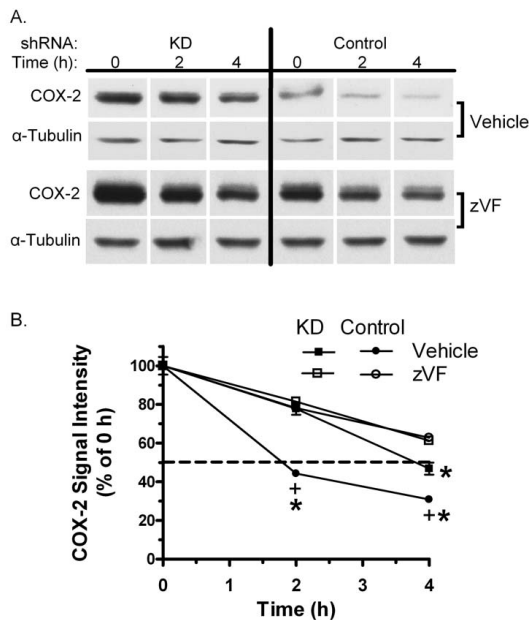 A.
shRNA: KD Control
Time (h): 0 2 4 0 2 4
COX-2
α-Tubulin
Vehicle
COX-2
α-Tubulin
zVF
B.
KD Control
Vehicle
zVF
COX-2 Signal Intensity
(% of 0 h)
100
80
60
40
20
0
+
*
*
+*
0 1 2 3 4
Time (h)